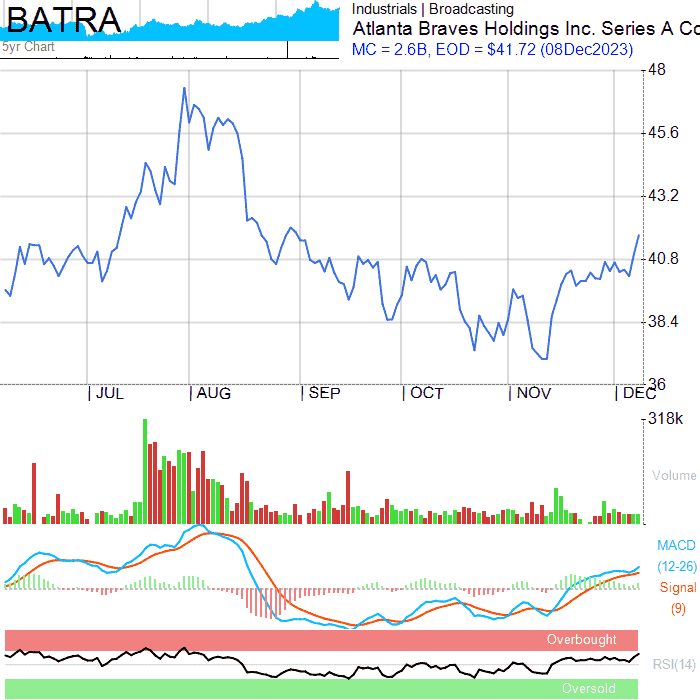 BATRA
5yr Chart
Industrials | Broadcasting
Atlanta Braves Holdings Inc. Series A Co
MC = 2.6B, EOD = $41.72 (08Dec2023)
48
45.6
43.2
40.8
38.4
36
JUL AUG SEP OCT NOV DEC
318k
Volume
MACD
(12-26)
Signal
(9)
Overbought
RSI(14)
Oversold